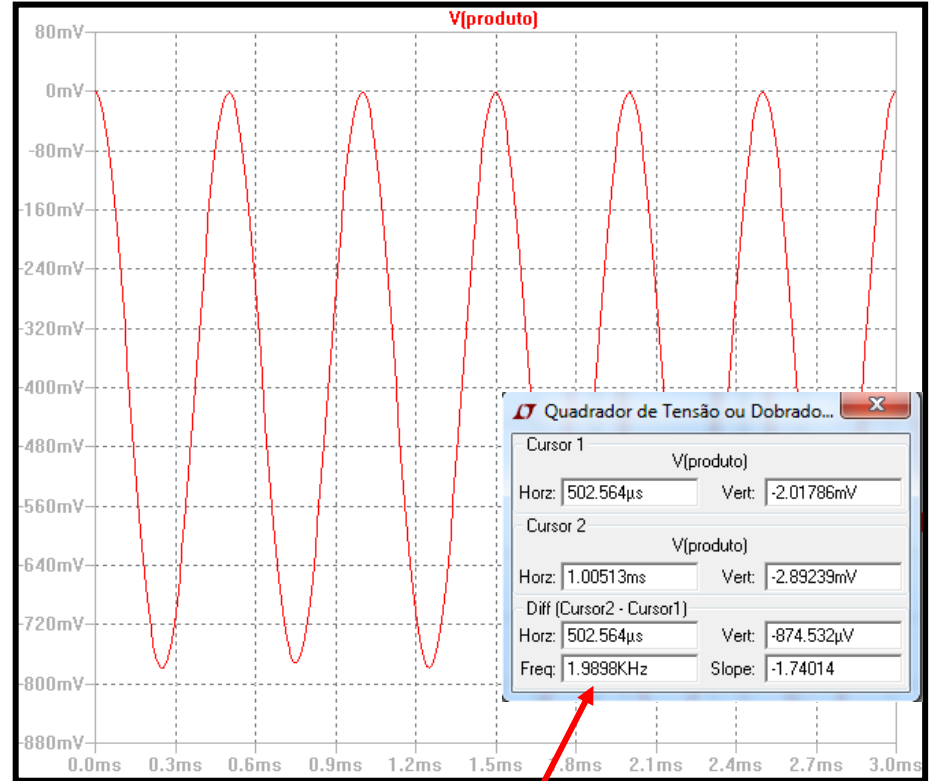 V(produto)
80mV
0mV
-80mV
-160mV
-240mV
-320mV
-400mV
-480mV
-560mV
-640mV
-720mV
-800mV
-880mV
0.0ms 0.3ms 0.6ms 0.9ms 1.2ms 1.5ms 1.8ms 2.1ms 2.4ms 2.7ms 3.0ms
Quadrador de Tensão ou Dobrado...
Cursor 1
V(produto)
Horz: 502.564µs Vert: -2.01786mV
Cursor 2
V(produto)
Horz: 1.00513ms Vert: -2.89239mV
Diff (Cursor2 - Cursor1)
Horz: 502.564µs Vert: -874.532µV
Freq: 1.9898KHz Slope: -1.74014